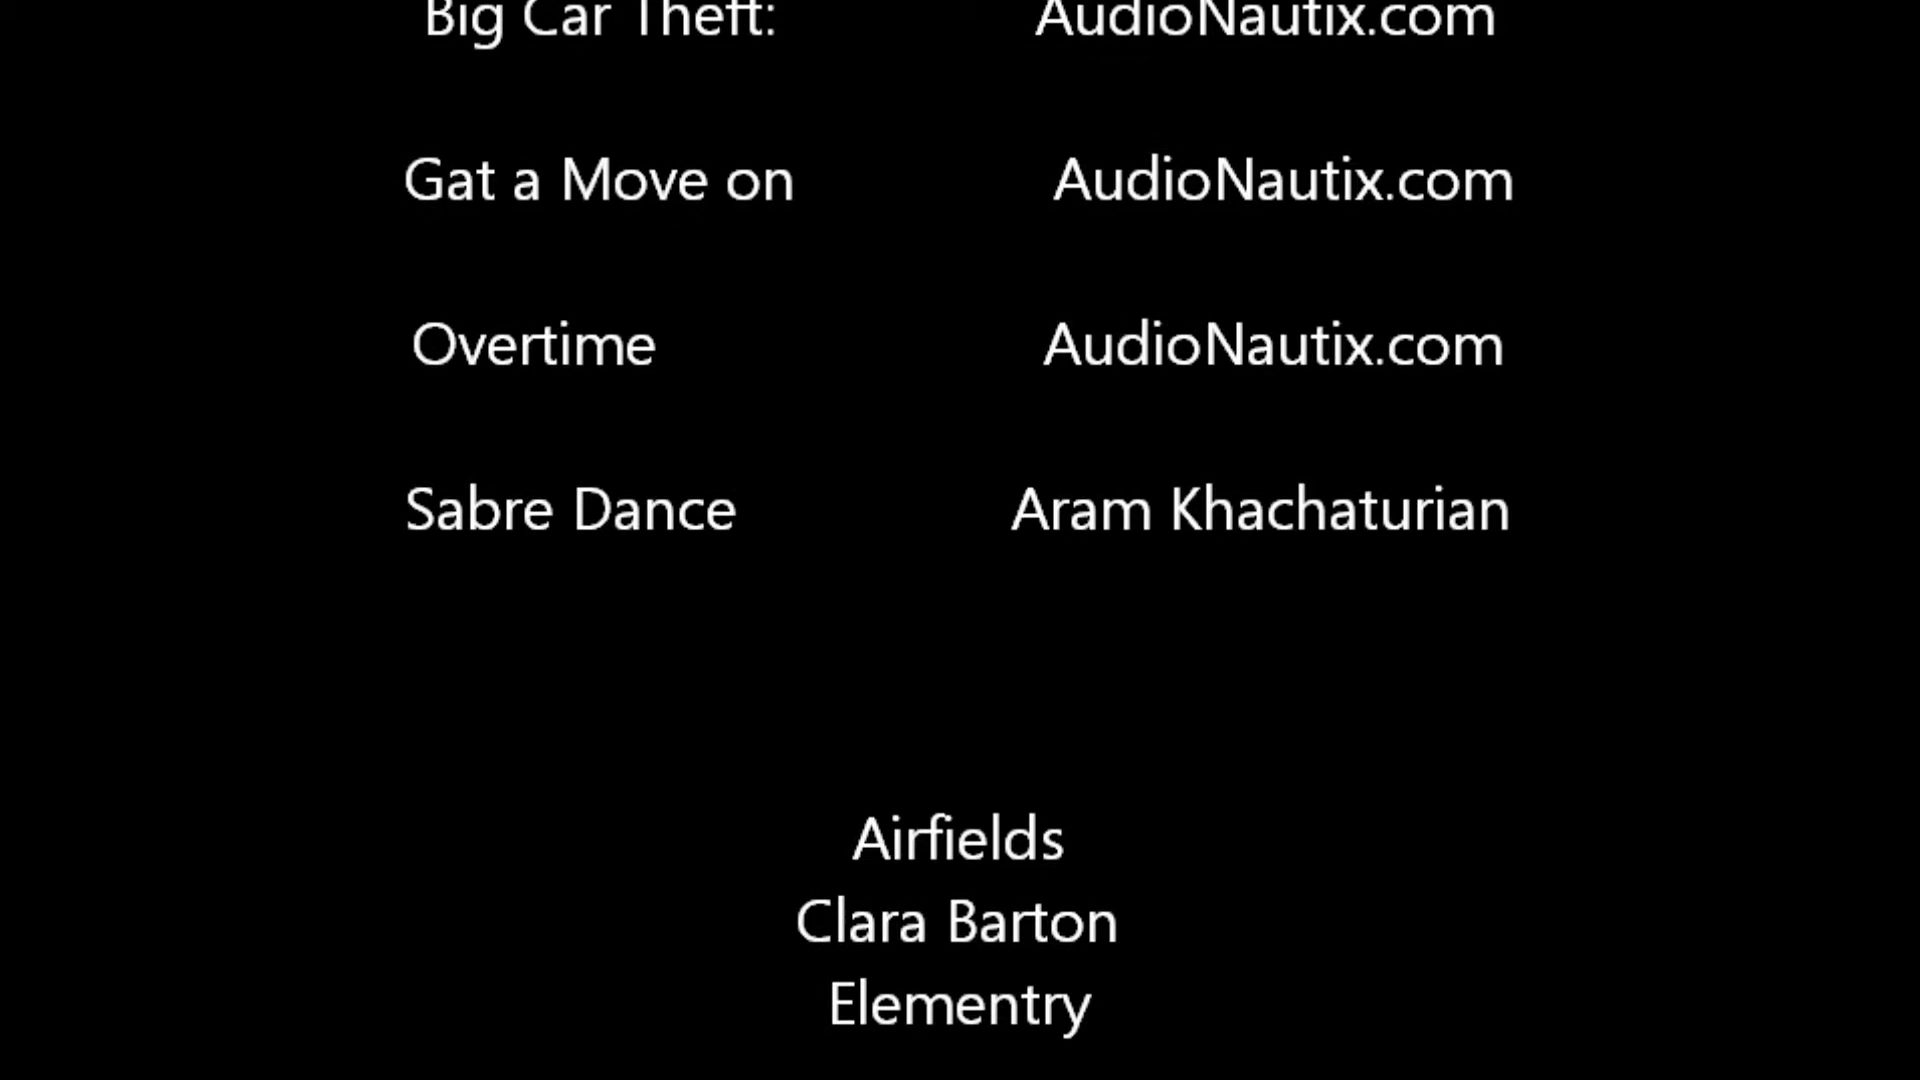 Big Car Theft: AudioNautix.com
Gat a Move on AudioNautix.com
Overtime AudioNautix.com
Sabre Dance Aram Khachaturian
Airfields
Clara Barton
Elementry